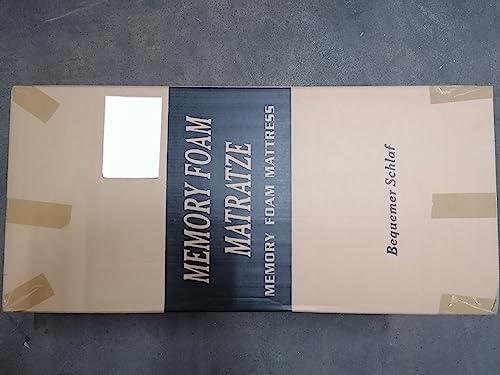 MEMORY FOAM
MATRATZE
MEMORY FOAM MATTRESS
Bequemer Schlaf